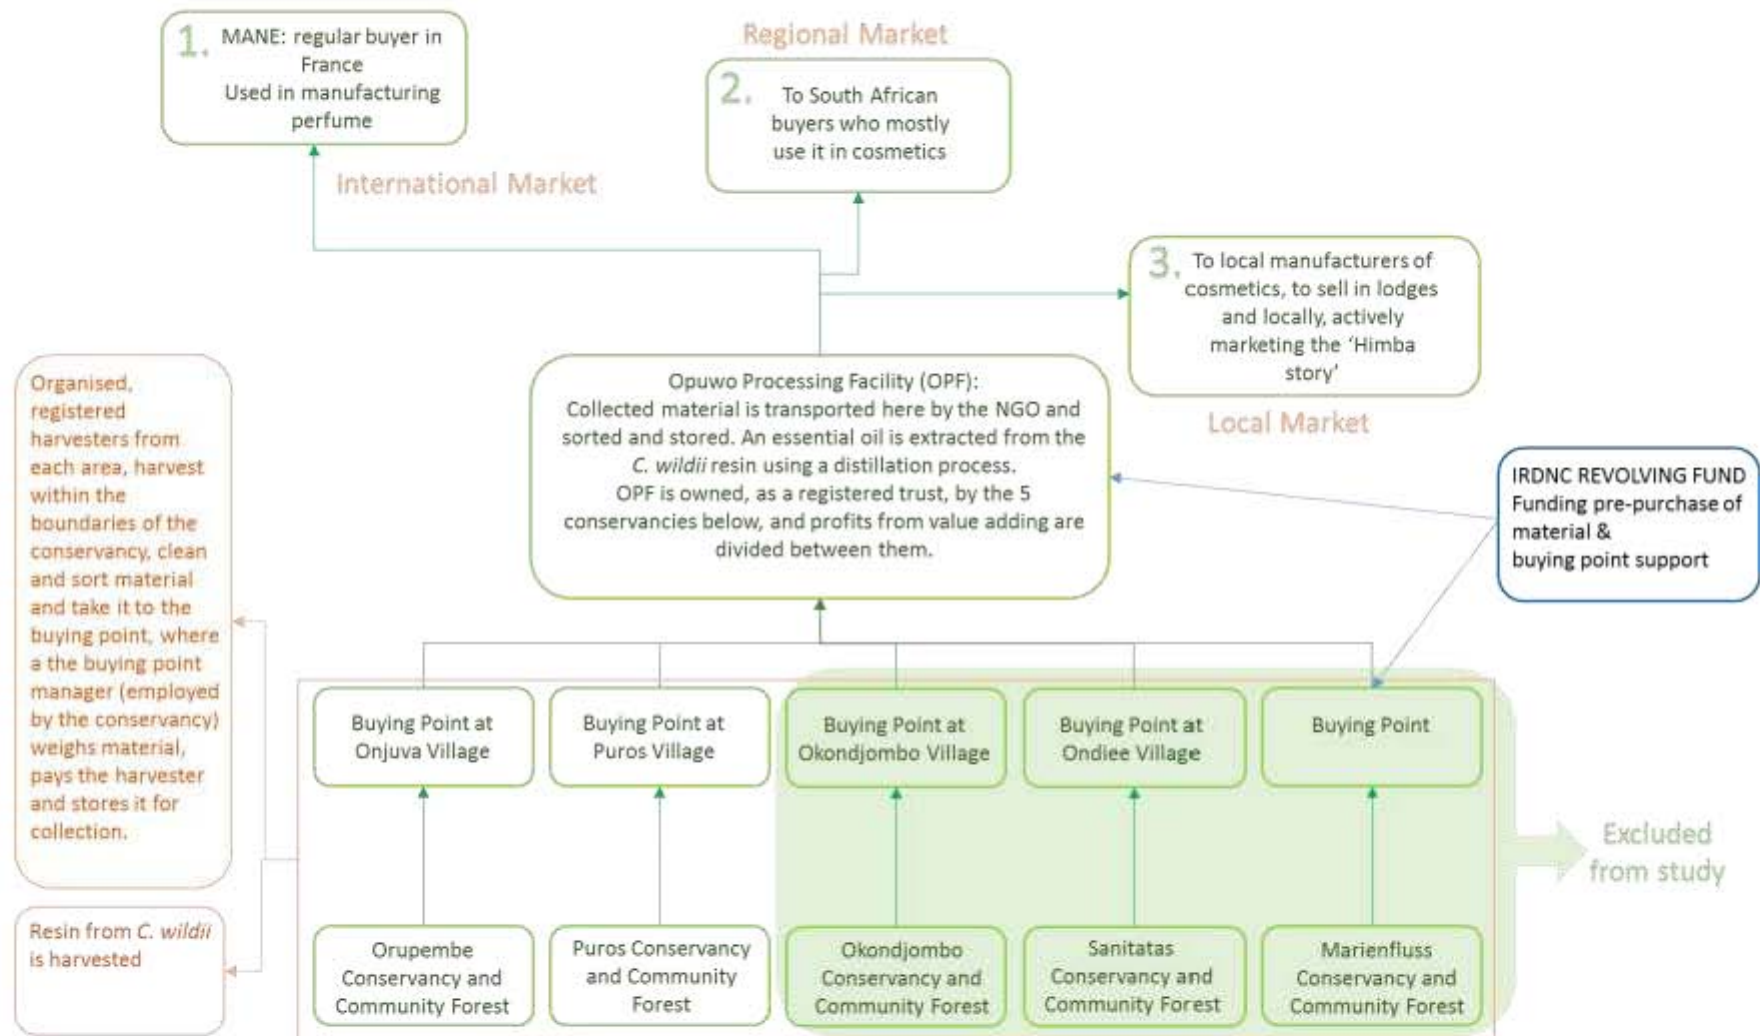 1.
MANE: regular buyer in
France
Used in manufacturing
perfume
International Market
Regional Market
2.
To South African
buyers who mostly
use it in cosmetics
3.
To local manufacturers of
cosmetics, to sell in lodges
and locally, actively
marketing the ‘Himba
story’
Local Market
Organised,
registered
harvesters from
each area, harvest
within the
boundaries of the
conservancy, clean
and sort material
and take it to the
buying point, where
a the buying point
manager (employed
by the conservancy)
weighs material,
pays the harvester
and stores it for
collection.
Resin from C. wildii
is harvested
Opuwo Processing Facility (OPF):
Collected material is transported here by the NGO and
sorted and stored. An essential oil is extracted from the
C. wildii resin using a distillation process.
OPF is owned, as a registered trust, by the 5
conservancies below, and profits from value adding are
divided between them.
IRDNC REVOLVING FUND
Funding pre-purchase of
material &
buying point support
Buying Point at
Onjuva Village
Buying Point at
Puros Village
Buying Point at
Okondjombo Village
Buying Point at
Ondiee Village
Buying Point
Excluded
from study
Orupembe
Conservancy and
Community Forest
Puros Conservancy
and Community
Forest
Okondjombo
Conservancy and
Community Forest
Sanitatas
Conservancy and
Community Forest
Marienfluss
Conservancy and
Community Forest